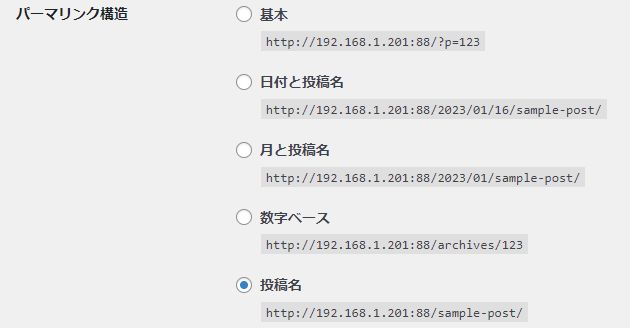 パーマリンク構造
基本
http://192.168.1.201:88/?p=123
日付と投稿名
http://192.168.1.201:88/2023/01/16/sample-post/
月と投稿名
http://192.168.1.201:88/2023/01/sample-post/
数字ベース
http://192.168.1.201:88/archives/123
投稿名
http://192.168.1.201:88/sample-post/